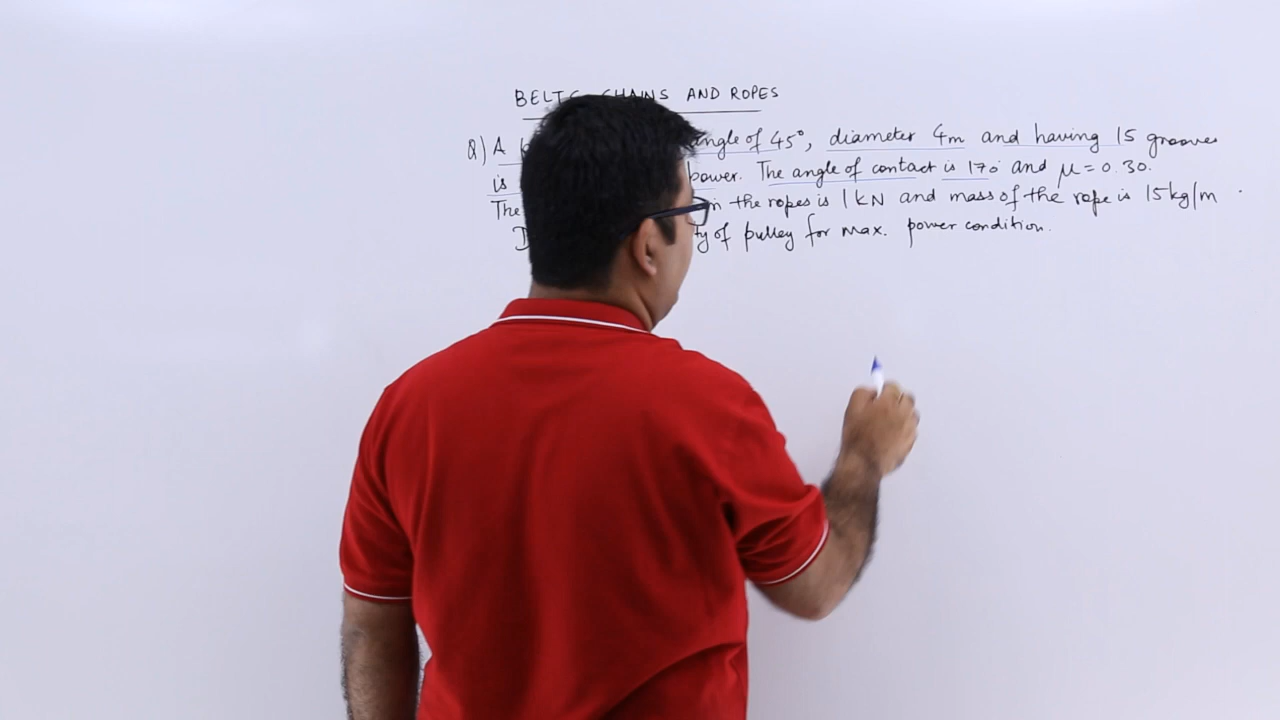 BELTS CHAINS AND ROPES
Q) A angle of 45°, diameter 4m and having 15 grooves
is power. The angle of contact is 170° and μ = 0.30.
The in the ropes is 1 kN and mass of the rope is 15 kg/m.
of pulley for max. power condition.